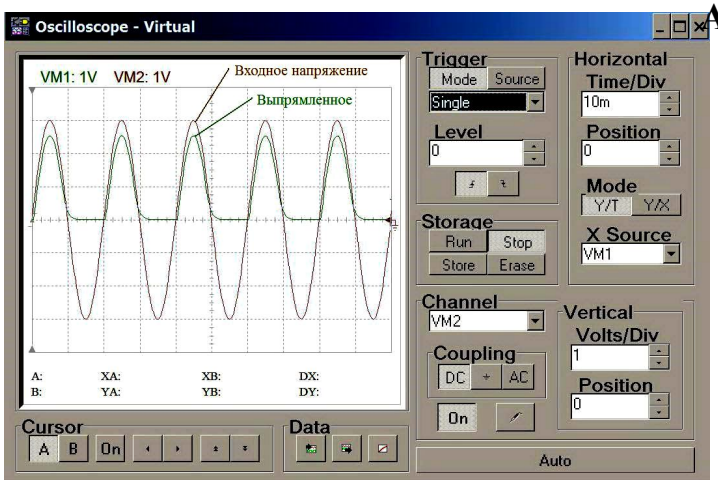 Oscilloscope - Virtual
A
VM1: 1V VM2: 1V
Входное напряжение
Выпрямленное
A: XA: XB: DX:
B: YA: YB: DY:
Cursor
A B On
Data
Trigger
Mode Source
Single
Level
0
Storage
Run Stop
Store Erase
Horizontal
Time/Div
10m
Position
0
Mode
Y/T Y/X
X Source
VM1
Channel
VM2
Coupling
DC + AC
On
Vertical
Volts/Div
1
Position
0
Auto